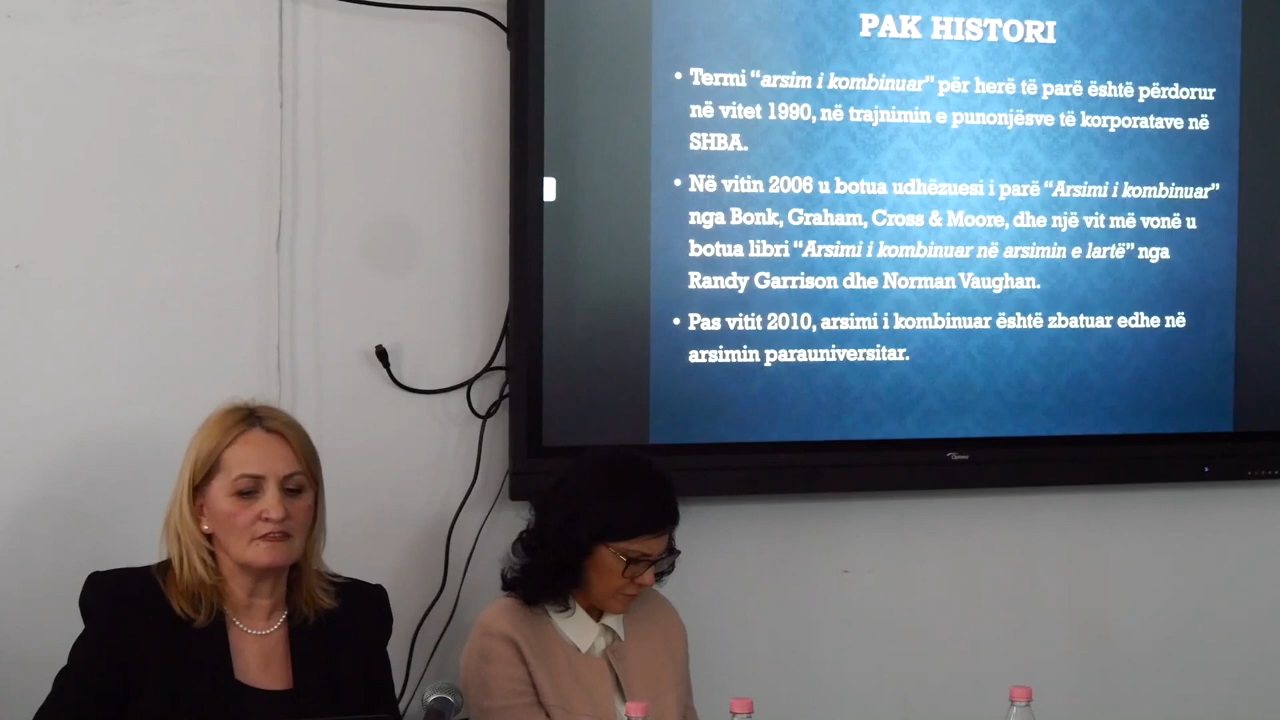 PAK HISTORI
• Termi “arsim i kombinuar” për herë të parë është përdorur
në vitet 1990, në trajnimin e punonjësve të korporatave në
SHBA.
• Në vitin 2006 u botua udhëzuesi i parë “Arsimi i kombinuar”
nga Bonk, Graham, Cross & Moore, dhe një vit më vonë u
botua libri “Arsimi i kombinuar në arsimin e lartë” nga
Randy Garrison dhe Norman Vaughan.
• Pas vitit 2010, arsimi i kombinuar është zbatuar edhe në
arsimin parauniversitar.
Optoma